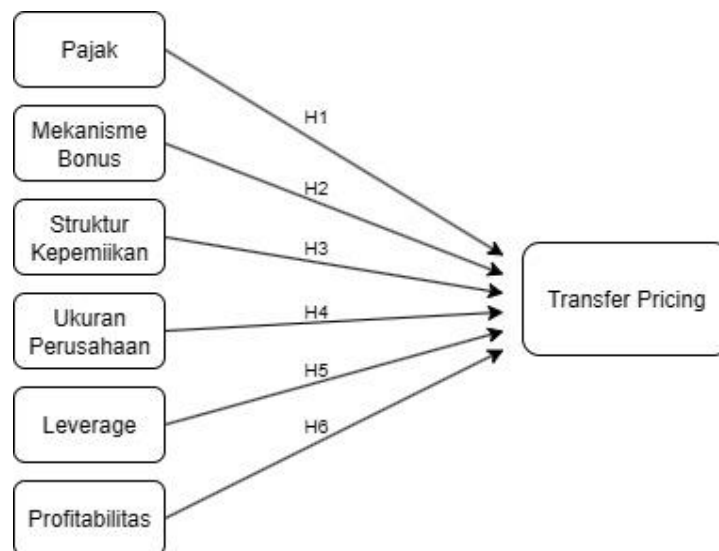 Pajak
H1
Mekanisme
Bonus
H2
Struktur
Kepemiikan
H3
Ukuran
Perusahaan
H4
Transfer Pricing
Leverage
H5
Profitabilitas
H6